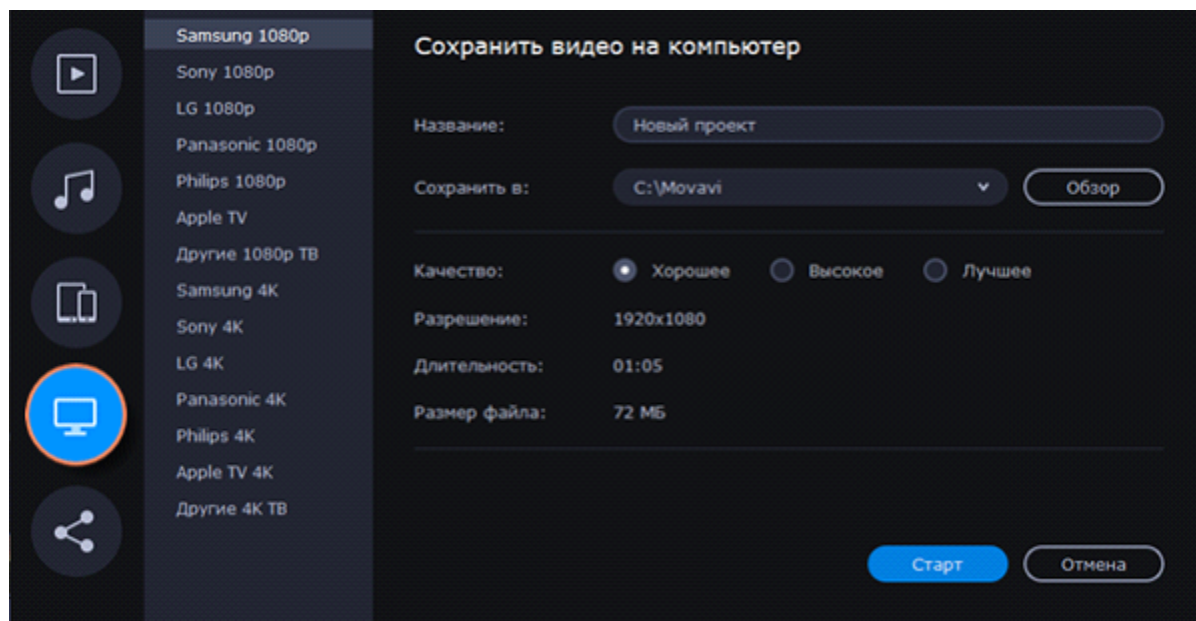 Samsung 1080p
Sony 1080p
LG 1080p
Panasonic 1080p
Philips 1080p
Apple TV
Другие 1080p ТВ
Samsung 4K
Sony 4K
LG 4K
Panasonic 4K
Philips 4K
Apple TV 4K
Другие 4K ТВ
Сохранить видео на компьютер
Название: Новый проект
Сохранить в: C:\Movavi Обзор
Качество: Хорошее Высокое Лучшее
Разрешение: 1920x1080
Длительность: 01:05
Размер файла: 72 МБ
Старт Отмена